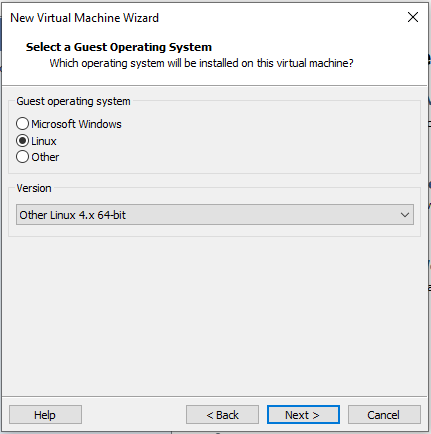 New Virtual Machine Wizard
Select a Guest Operating System
Which operating system will be installed on this virtual machine?
Guest operating system
Microsoft Windows
Linux
Other
Version
Other Linux 4.x 64-bit
Help
< Back
Next >
Cancel